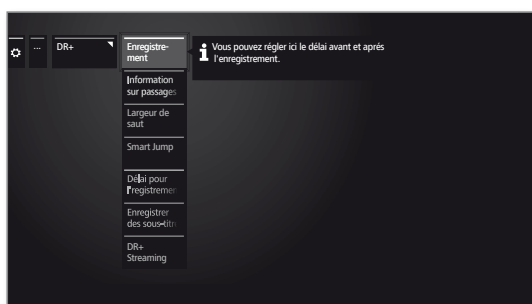 ...
DR+
Enregistre-
ment
Vous pouvez régler ici le délai avant et aprés
l'enregistrement.
Information
sur passages
Largeur de
saut
Smart Jump
Délai pour
l'registremen
Enregistrer
des sous-titr
DR+
Streaming